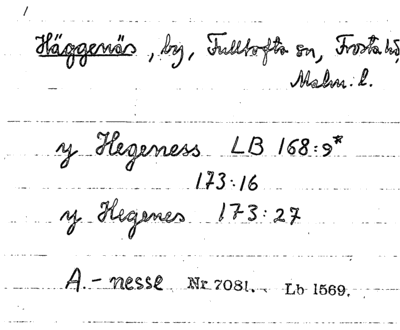 Häggenäs, by, Fulltofta sn, Frosta hd,
Malm. l.
y Hegeness LB 168:9*
173:16
y Hegenes 173:27
A.-nesse Nr. 7081. Lb 1569.